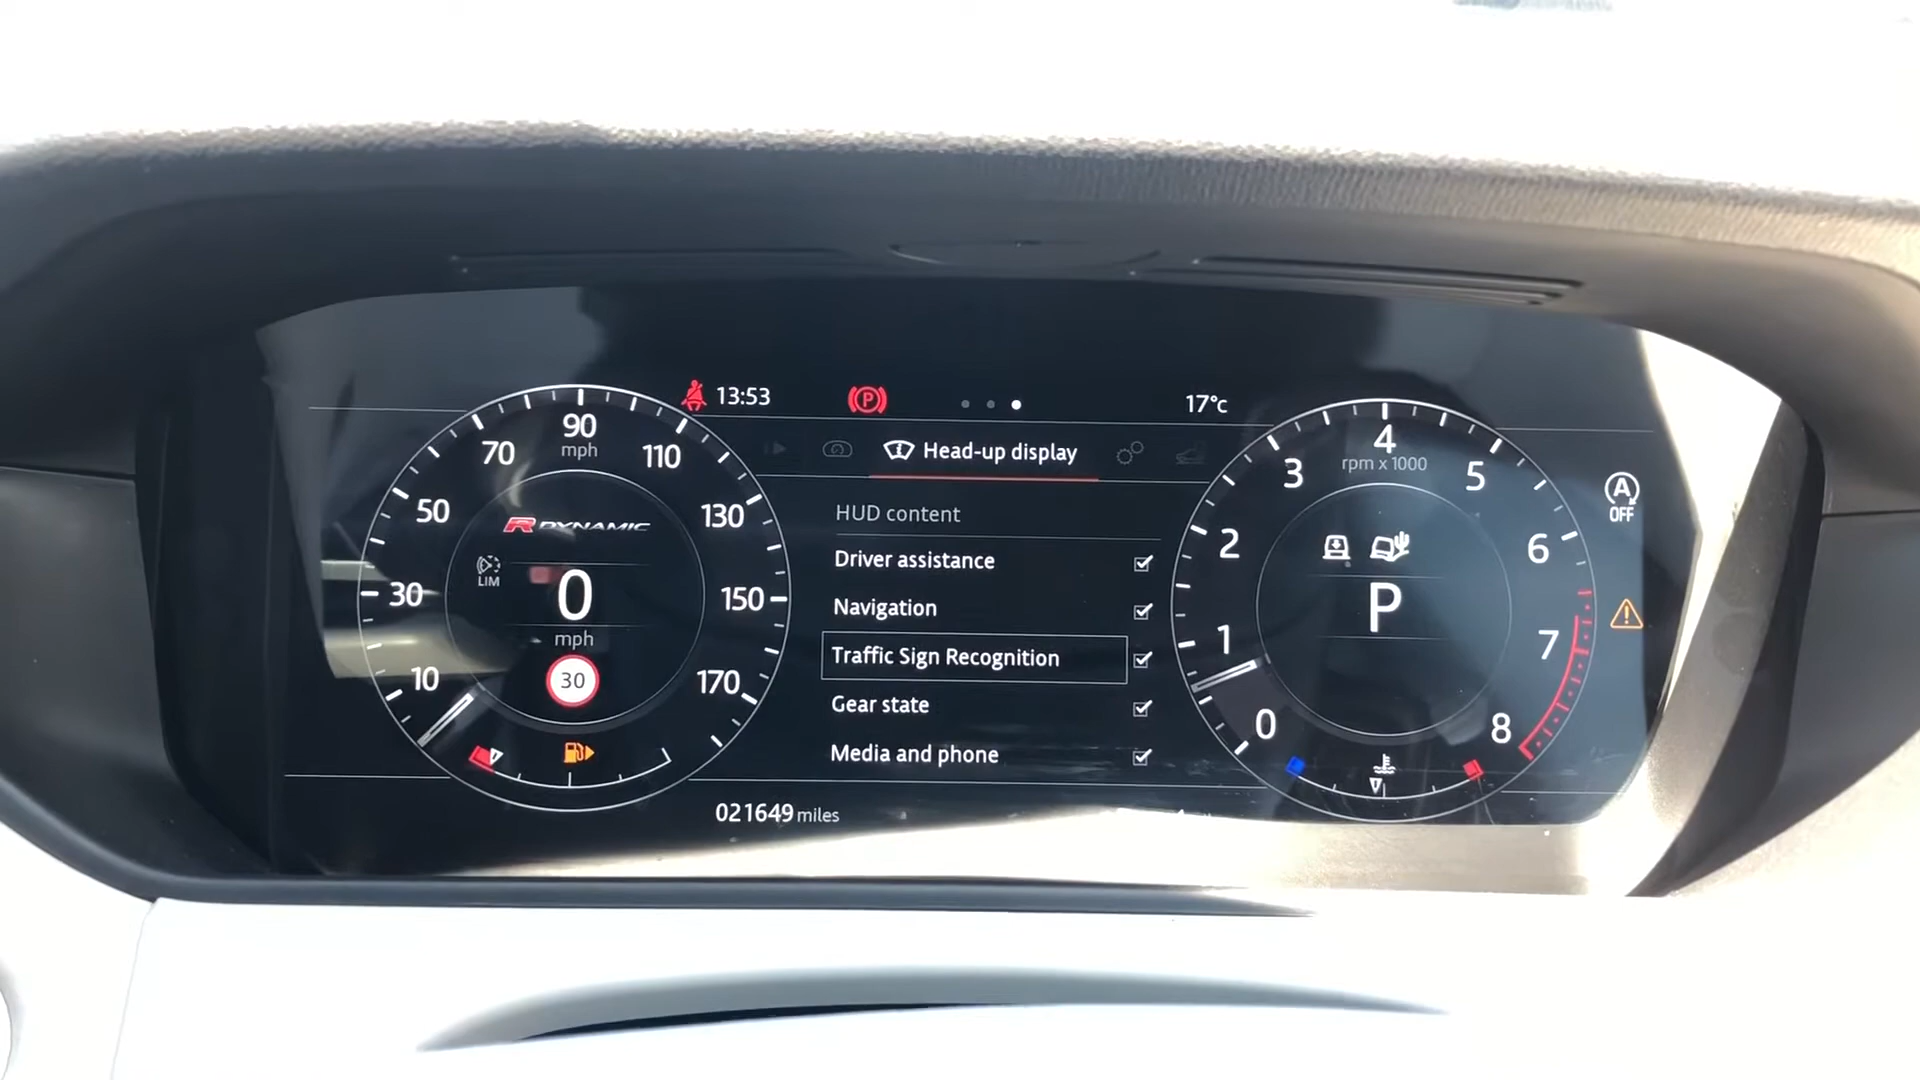 13:53
P
17°c
Head-up display
HUD content
Driver assistance
Navigation
Traffic Sign Recognition
Gear state
Media and phone
10
30
50
70
90
mph
110
130
150
170
R DYNAMIC
LIM
0
mph
30
021649 miles
0
1
2
3
4
rpm x 1000
5
6
7
8
P
A
OFF